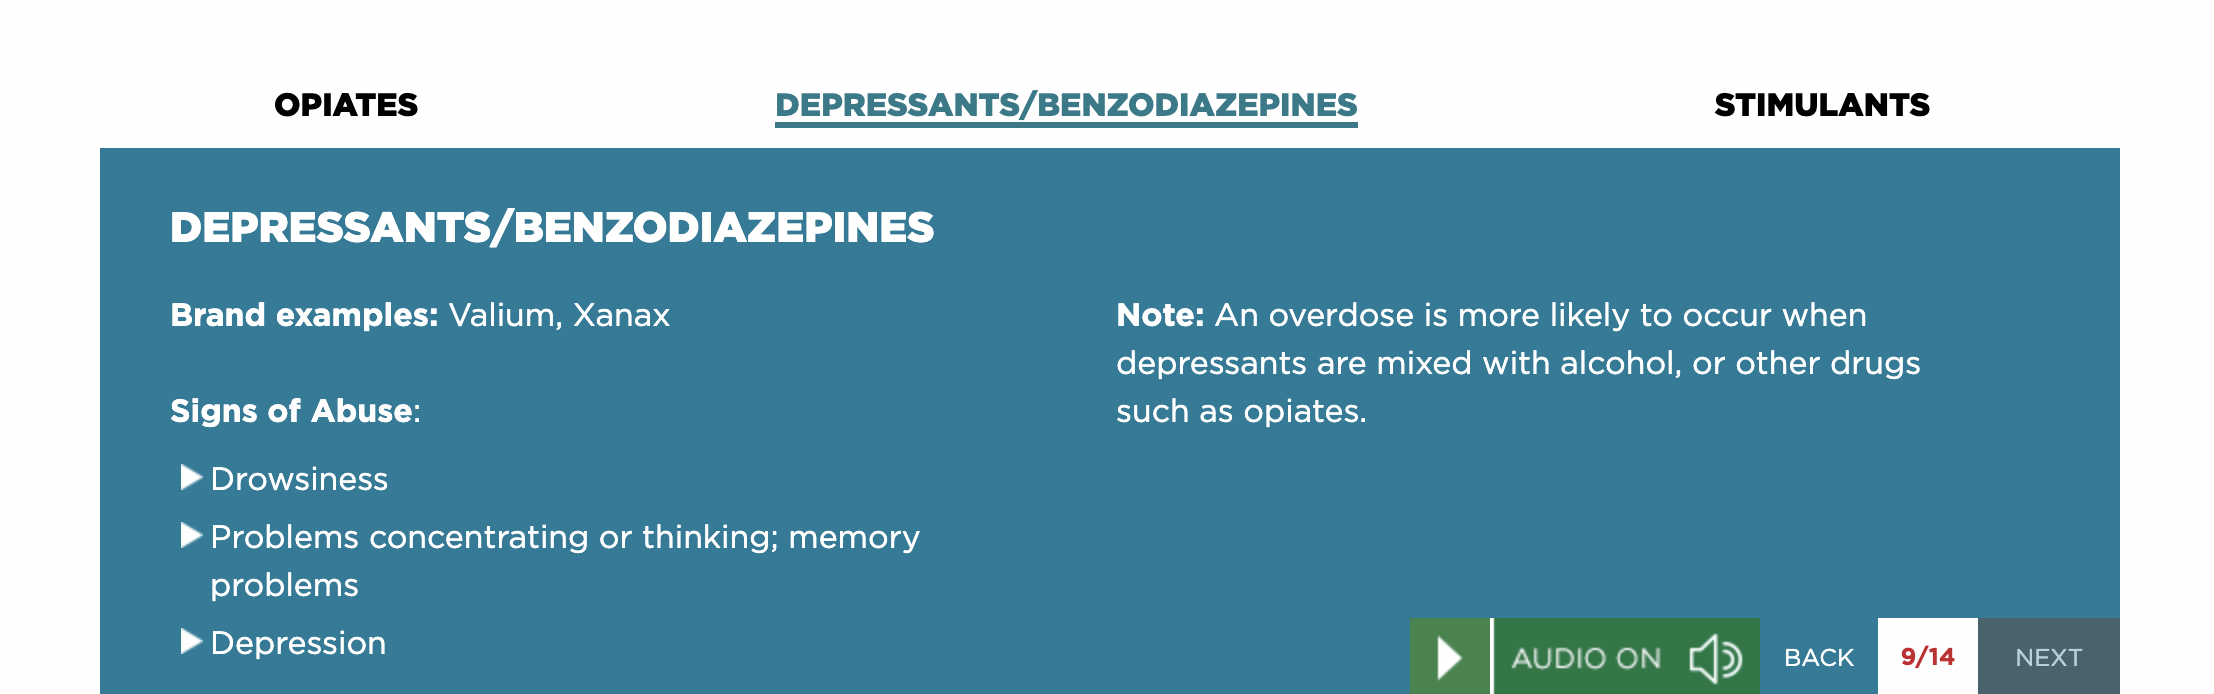 OPIATES
DEPRESSANTS/BENZODIAZEPINES
STIMULANTS
DEPRESSANTS/BENZODIAZEPINES
Brand examples: Valium, Xanax
Signs of Abuse:
Drowsiness
Problems concentrating or thinking; memory
problems
Depression
Note: An overdose is more likely to occur when
depressants are mixed with alcohol, or other drugs
such as opiates.
AUDIO ON
BACK
9/14
NEXT